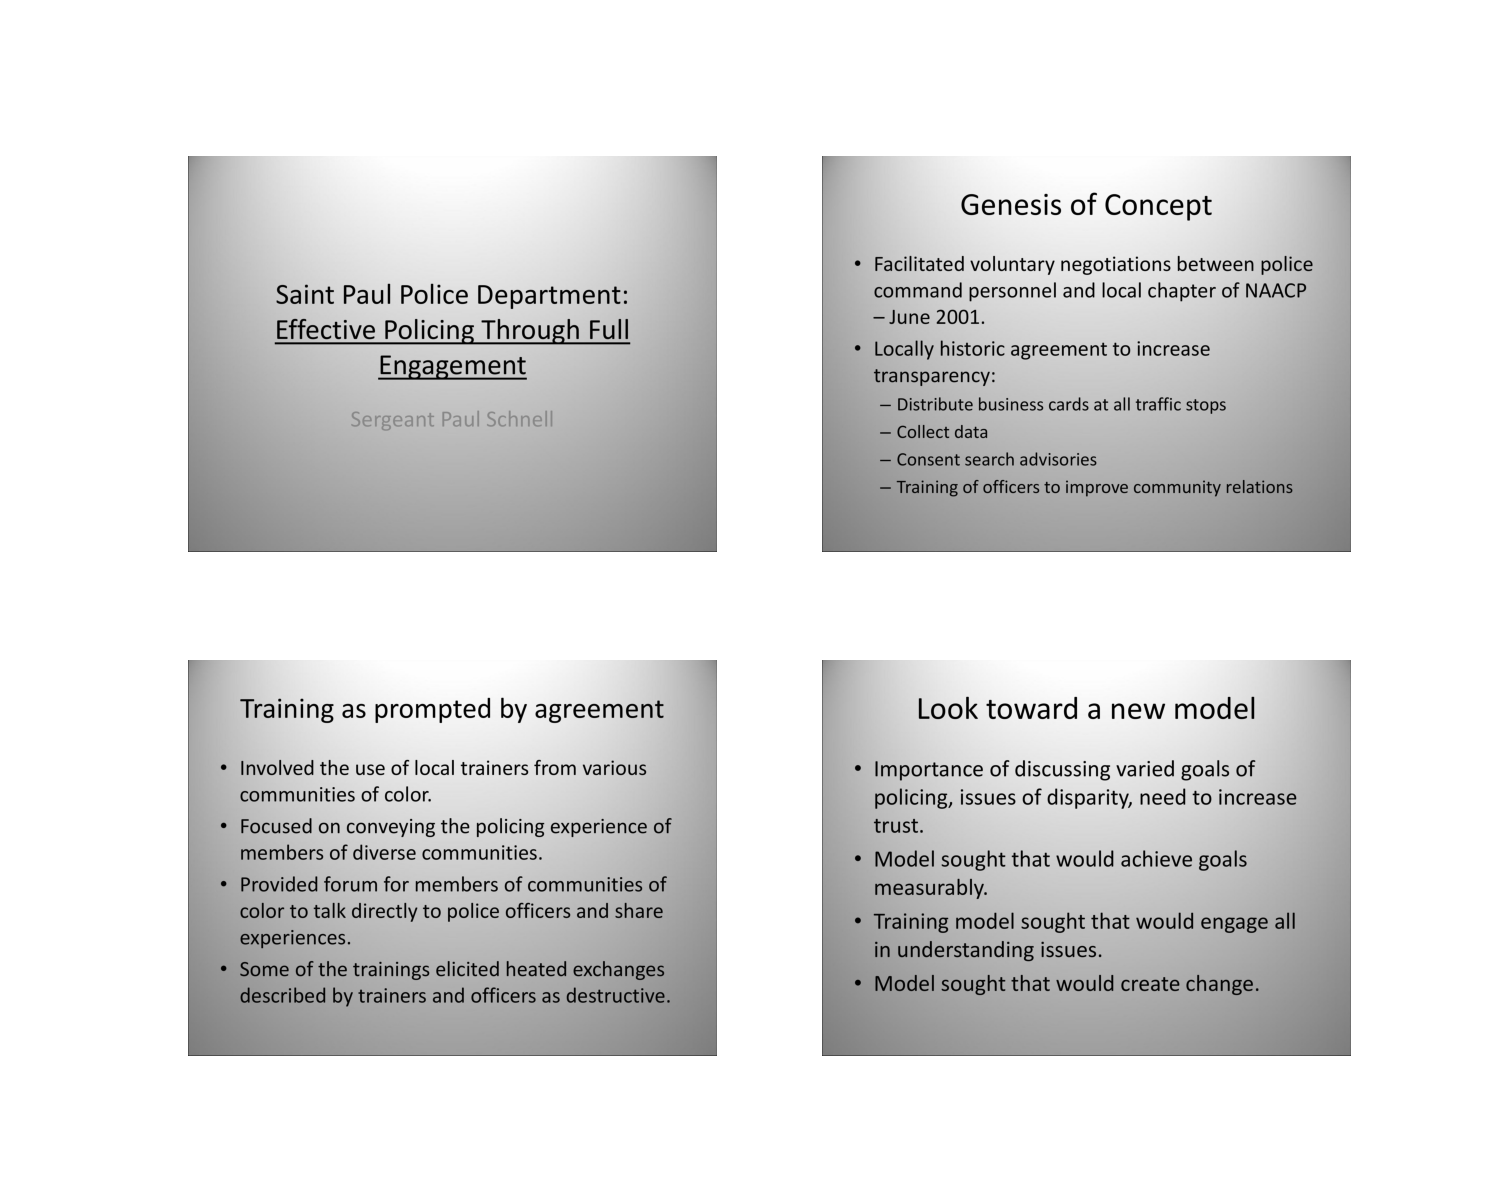 Saint Paul Police Department:
Effective Policing Through Full
Engagement
Sergeant Paul Schnell
Genesis of Concept
• Facilitated voluntary negotiations between police
command personnel and local chapter of NAACP
– June 2001.
• Locally historic agreement to increase
transparency:
– Distribute business cards at all traffic stops
– Collect data
– Consent search advisories
– Training of officers to improve community relations
Training as prompted by agreement
• Involved the use of local trainers from various
communities of color.
• Focused on conveying the policing experience of
members of diverse communities.
• Provided forum for members of communities of
color to talk directly to police officers and share
experiences.
• Some of the trainings elicited heated exchanges
described by trainers and officers as destructive.
Look toward a new model
• Importance of discussing varied goals of
policing, issues of disparity, need to increase
trust.
• Model sought that would achieve goals
measurably.
• Training model sought that would engage all
in understanding issues.
• Model sought that would create change.